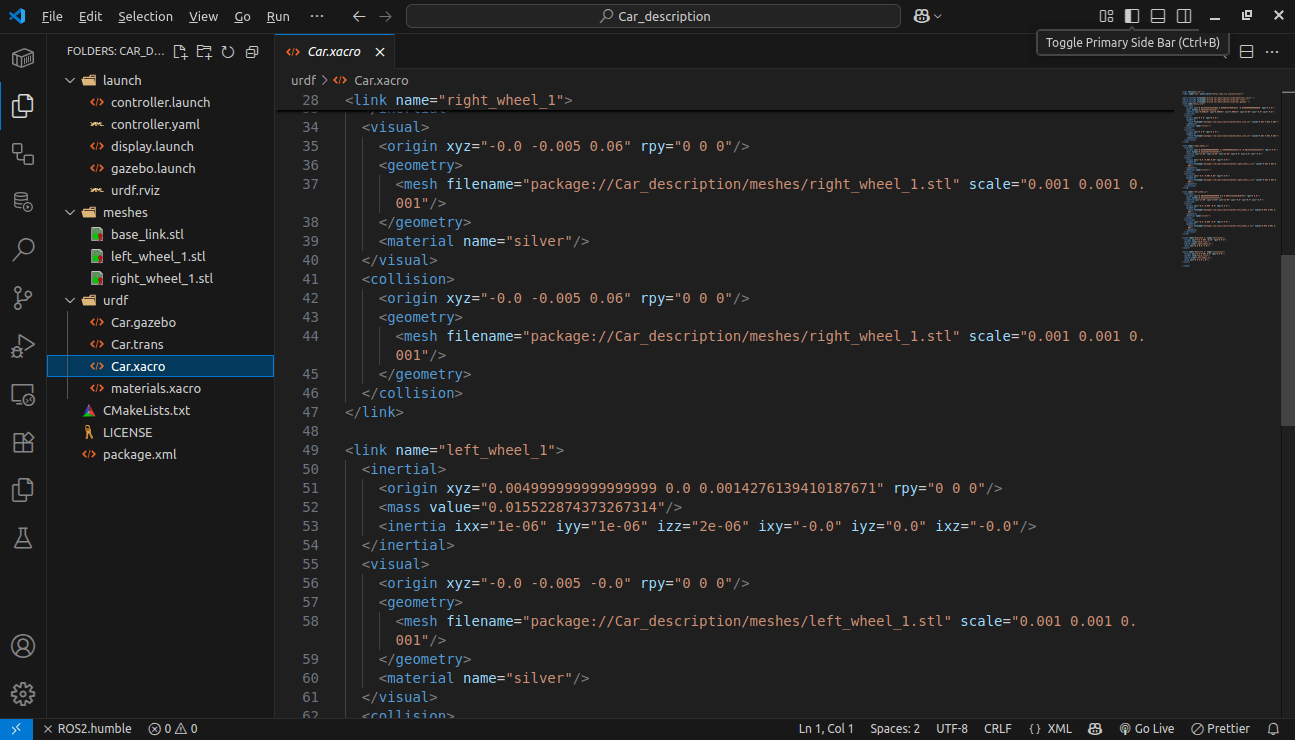 File Edit Selection View Go Run ··· Car_description
Toggle Primary Side Bar (Ctrl+B)
FOLDERS: CAR_D...
launch
controller.launch
controller.yaml
display.launch
gazebo.launch
urdf.rviz
meshes
base_link.stl
left_wheel_1.stl
right_wheel_1.stl
urdf
Car.gazebo
Car.trans
Car.xacro
materials.xacro
CMakeLists.txt
LICENSE
package.xml
Car.xacro
urdf > Car.xacro
28 <link name="right_wheel_1">
34 <visual>
35 <origin xyz="-0.0 -0.005 0.06" rpy="0 0 0"/>
36 <geometry>
37 <mesh filename="package://Car_description/meshes/right_wheel_1.stl" scale="0.001 0.001 0.
001"/>
38 </geometry>
39 <material name="silver"/>
40 </visual>
41 <collision>
42 <origin xyz="-0.0 -0.005 0.06" rpy="0 0 0"/>
43 <geometry>
44 <mesh filename="package://Car_description/meshes/right_wheel_1.stl" scale="0.001 0.001 0.
001"/>
45 </geometry>
46 </collision>
47 </link>
48
49 <link name="left_wheel_1">
50 <inertial>
51 <origin xyz="0.004999999999999999 0.0 0.0014276139410187671" rpy="0 0 0"/>
52 <mass value="0.015522874373267314"/>
53 <inertia ixx="1e-06" iyy="1e-06" izz="2e-06" ixy="-0.0" iyz="0.0" ixz="-0.0"/>
54 </inertial>
55 <visual>
56 <origin xyz="-0.0 -0.005 -0.0" rpy="0 0 0"/>
57 <geometry>
58 <mesh filename="package://Car_description/meshes/left_wheel_1.stl" scale="0.001 0.001 0.
001"/>
59 </geometry>
60 <material name="silver"/>
61 </visual>
62 <collision>
ROS2.humble 0 0 Ln 1, Col 1 Spaces: 2 UTF-8 CRLF {} XML Go Live Prettier